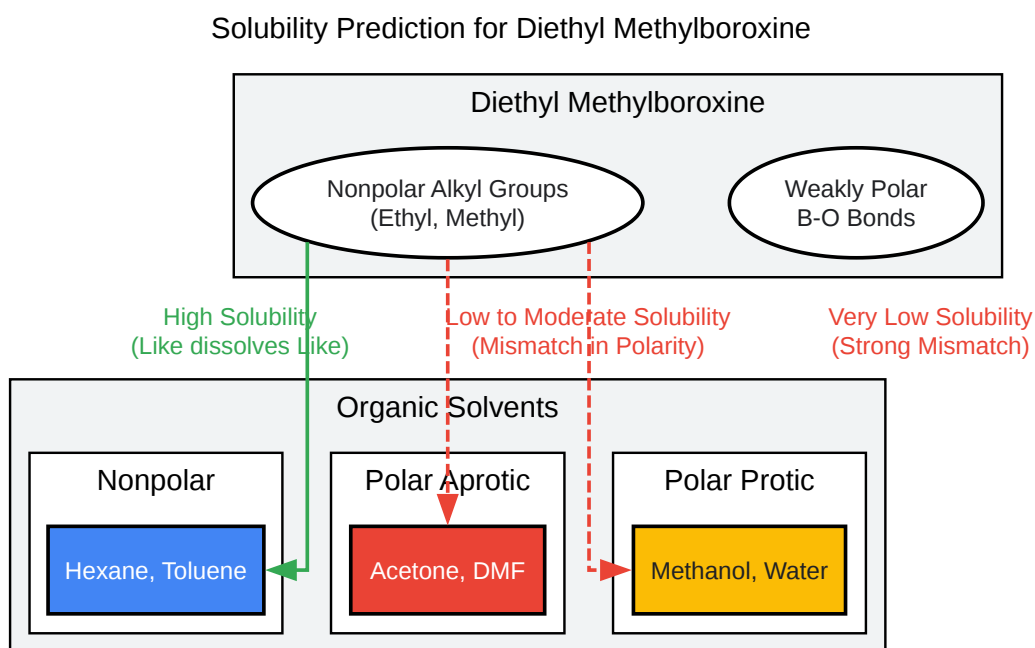 Solubility Prediction for Diethyl Methylboroxine
Diethyl Methylboroxine
Nonpolar Alkyl Groups
(Ethyl, Methyl)
Weakly Polar
B-O Bonds
High Solubility
(Like dissolves Like)
Low to Moderate Solubility
(Mismatch in Polarity)
Very Low Solubility
(Strong Mismatch)
Organic Solvents
Nonpolar
Polar Aprotic
Polar Protic
Hexane, Toluene
Acetone, DMF
Methanol, Water